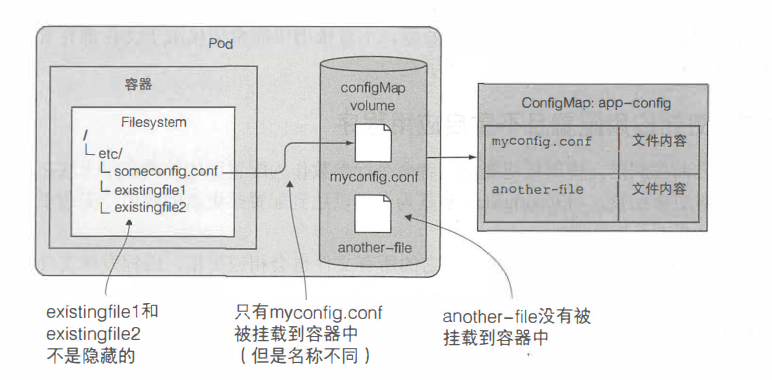 Pod
容器
Filesystem
/
etc/
someconfig.conf
existingfile1
existingfile2
configMap
volume
myconfig.conf
another-file
ConfigMap: app-config
myconfig.conf 文件内容
another-file 文件内容
existingfile1和
existingfile2
不是隐藏的
只有myconfig.conf
被挂载到容器中
（但是名称不同）
another-file没有被
挂载到容器中